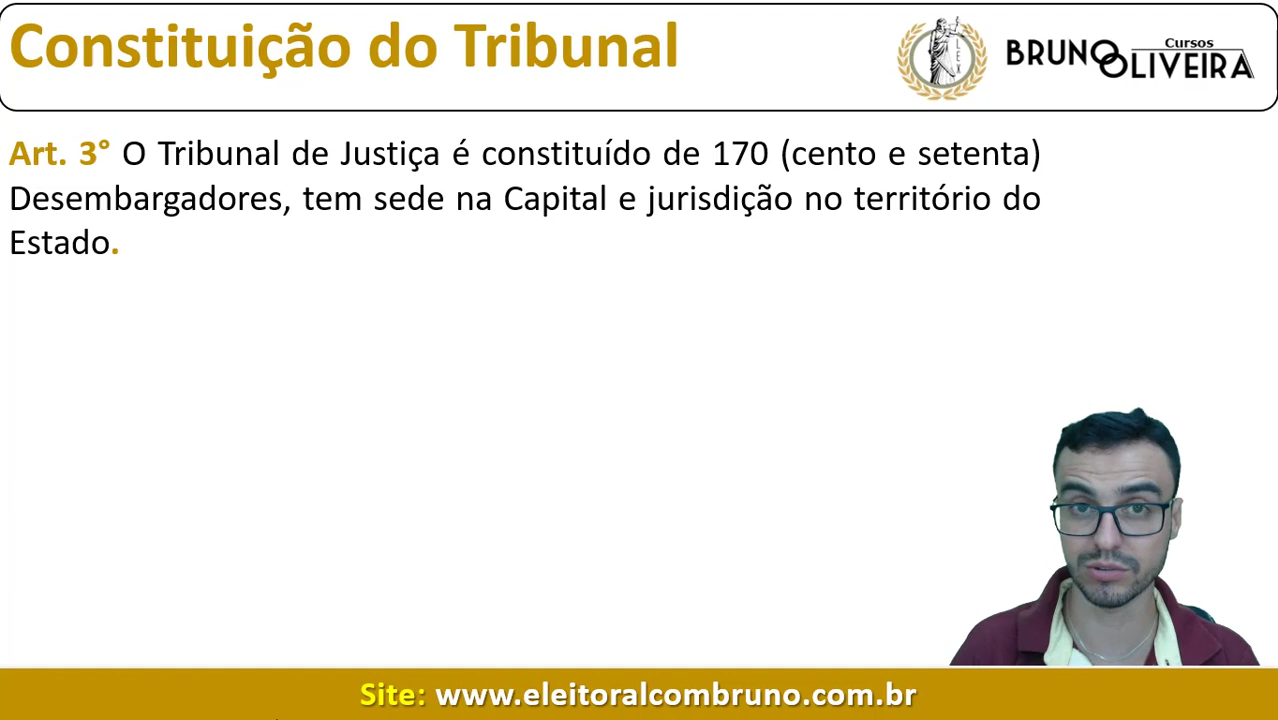 Constituição do Tribunal
LEX
Cursos
BRUNO
OLIVEIRA
Art. 3° O Tribunal de Justiça é constituído de 170 (cento e setenta)
Desembargadores, tem sede na Capital e jurisdição no território do
Estado.
Site: www.eleitoralcombruno.com.br